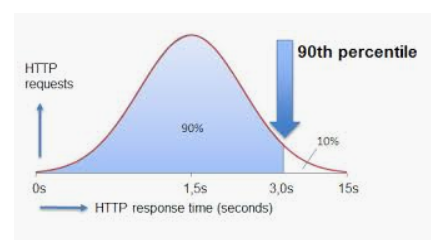 90th percentile
HTTP
requests
90%
10%
0s
1,5s
3,0s
15s
HTTP response time (seconds)